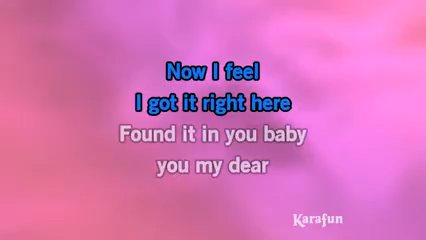 Now I feel
I got it right here
Found it in you baby
you my dear
Karafun